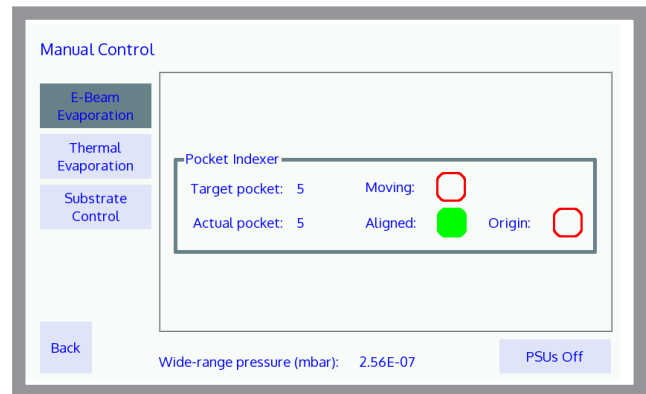 Manual Control
E-Beam
Evaporation
Thermal
Evaporation
Substrate
Control
Pocket Indexer
Target pocket: 5 Moving:
Actual pocket: 5 Aligned: Origin:
Back
Wide-range pressure (mbar): 2.56E-07
PSUs Off